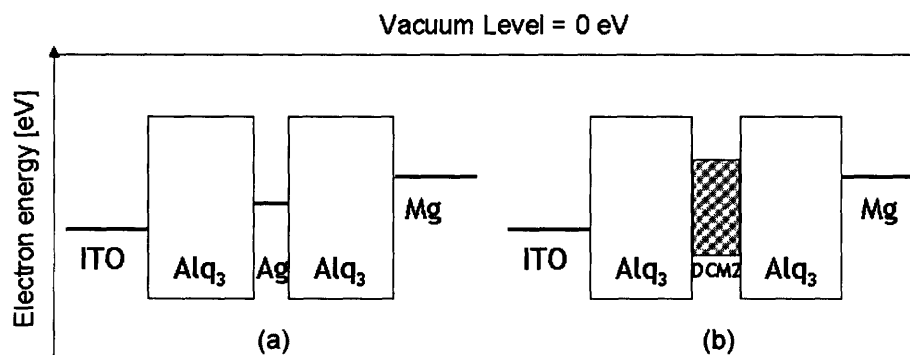 Vacuum Level = 0 eV
Electron energy [eV]
ITO
Alq3
Ag
Alq3
Mg
(a)
ITO
Alq3
DCM2
Alq3
Mg
(b)